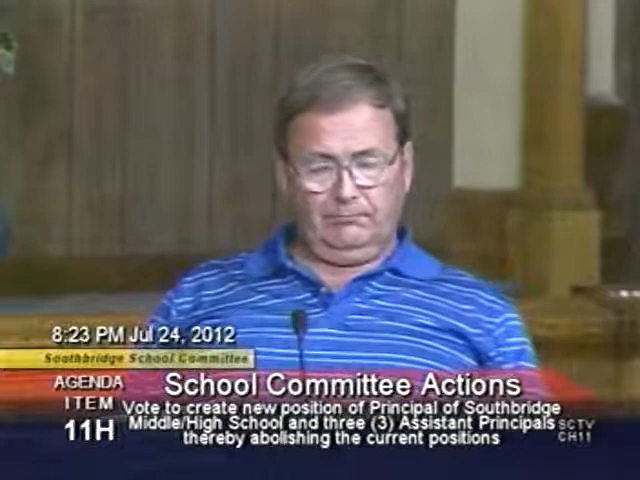 8:23 PM Jul 24, 2012
Southbridge School Committee
AGENDA
ITEM
11H
School Committee Actions
Vote to create new position of Principal of Southbridge
Middle/High School and three (3) Assistant Principals
thereby abolishing the current positions
SCTV
CH11